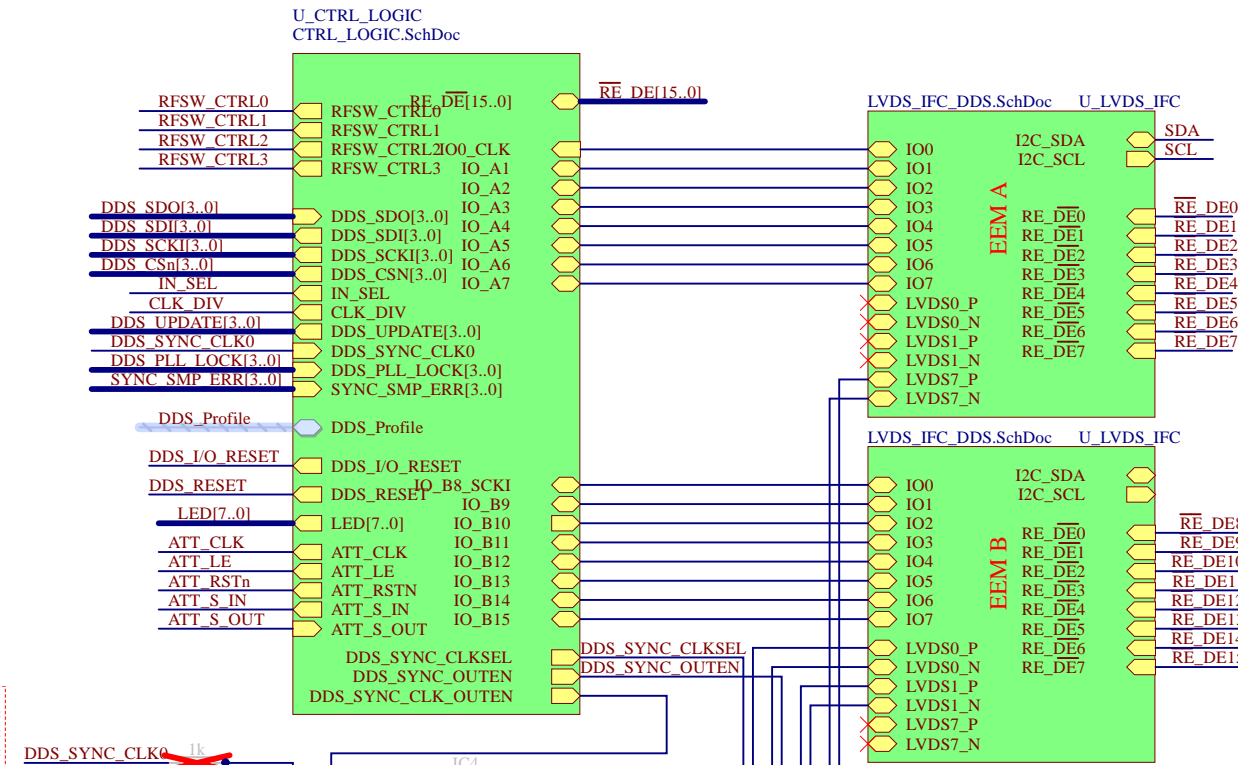 U_CTRL_LOGIC
CTRL_LOGIC.SchDoc
RFSW_CTRL0
RFSW_CTRL1
RFSW_CTRL2
RFSW_CTRL3
DDS_SDO[3..0]
DDS_SDI[3..0]
DDS_SCKI[3..0]
DDS_CSn[3..0]
IN_SEL
CLK_DIV
DDS_UPDATE[3..0]
DDS_SYNC_CLK0
DDS_PLL_LOCK[3..0]
SYNC_SMP_ERR[3..0]
DDS_Profile
DDS_I/O_RESET
DDS_RESET
LED[7..0]
ATT_CLK
ATT_LE
ATT_RSTn
ATT_S_IN
ATT_S_OUT
RFSW_CTRL0
RFSW_CTRL1
RFSW_CTRL2
RFSW_CTRL3
DDS_SDO[3..0]
DDS_SDI[3..0]
DDS_SCKI[3..0]
DDS_CSN[3..0]
IN_SEL
CLK_DIV
DDS_UPDATE[3..0]
DDS_SYNC_CLK0
DDS_PLL_LOCK[3..0]
SYNC_SMP_ERR[3..0]
DDS_Profile
DDS_I/O_RESET
DDS_RESET
LED[7..0]
ATT_CLK
ATT_LE
ATT_RSTN
ATT_S_IN
ATT_S_OUT
RE_DE[15..0]
IO0_CLK
IO_A1
IO_A2
IO_A3
IO_A4
IO_A5
IO_A6
IO_A7
IO_B8_SCKI
IO_B9
IO_B10
IO_B11
IO_B12
IO_B13
IO_B14
IO_B15
DDS_SYNC_CLKSEL
DDS_SYNC_OUTEN
DDS_SYNC_CLK_OUTEN
RE_DE[15..0]
DDS_SYNC_CLKSEL
DDS_SYNC_OUTEN
LVDS_IFC_DDS.SchDoc U_LVDS_IFC
IO0
IO1
IO2
IO3
IO4
IO5
IO6
IO7
LVDS0_P
LVDS0_N
LVDS1_P
LVDS1_N
LVDS7_P
LVDS7_N
EEM A
I2C_SDA
I2C_SCL
RE_DE0
RE_DE1
RE_DE2
RE_DE3
RE_DE4
RE_DE5
RE_DE6
RE_DE7
SDA
SCL
RE_DE0
RE_DE1
RE_DE2
RE_DE3
RE_DE4
RE_DE5
RE_DE6
RE_DE7
LVDS_IFC_DDS.SchDoc U_LVDS_IFC
IO0
IO1
IO2
IO3
IO4
IO5
IO6
IO7
LVDS0_P
LVDS0_N
LVDS1_P
LVDS1_N
LVDS7_P
LVDS7_N
EEM B
I2C_SDA
I2C_SCL
RE_DE0
RE_DE1
RE_DE2
RE_DE3
RE_DE4
RE_DE5
RE_DE6
RE_DE7
RE_DE8
RE_DE9
RE_DE10
DDS_SYNC_CLK0
1k
IC4